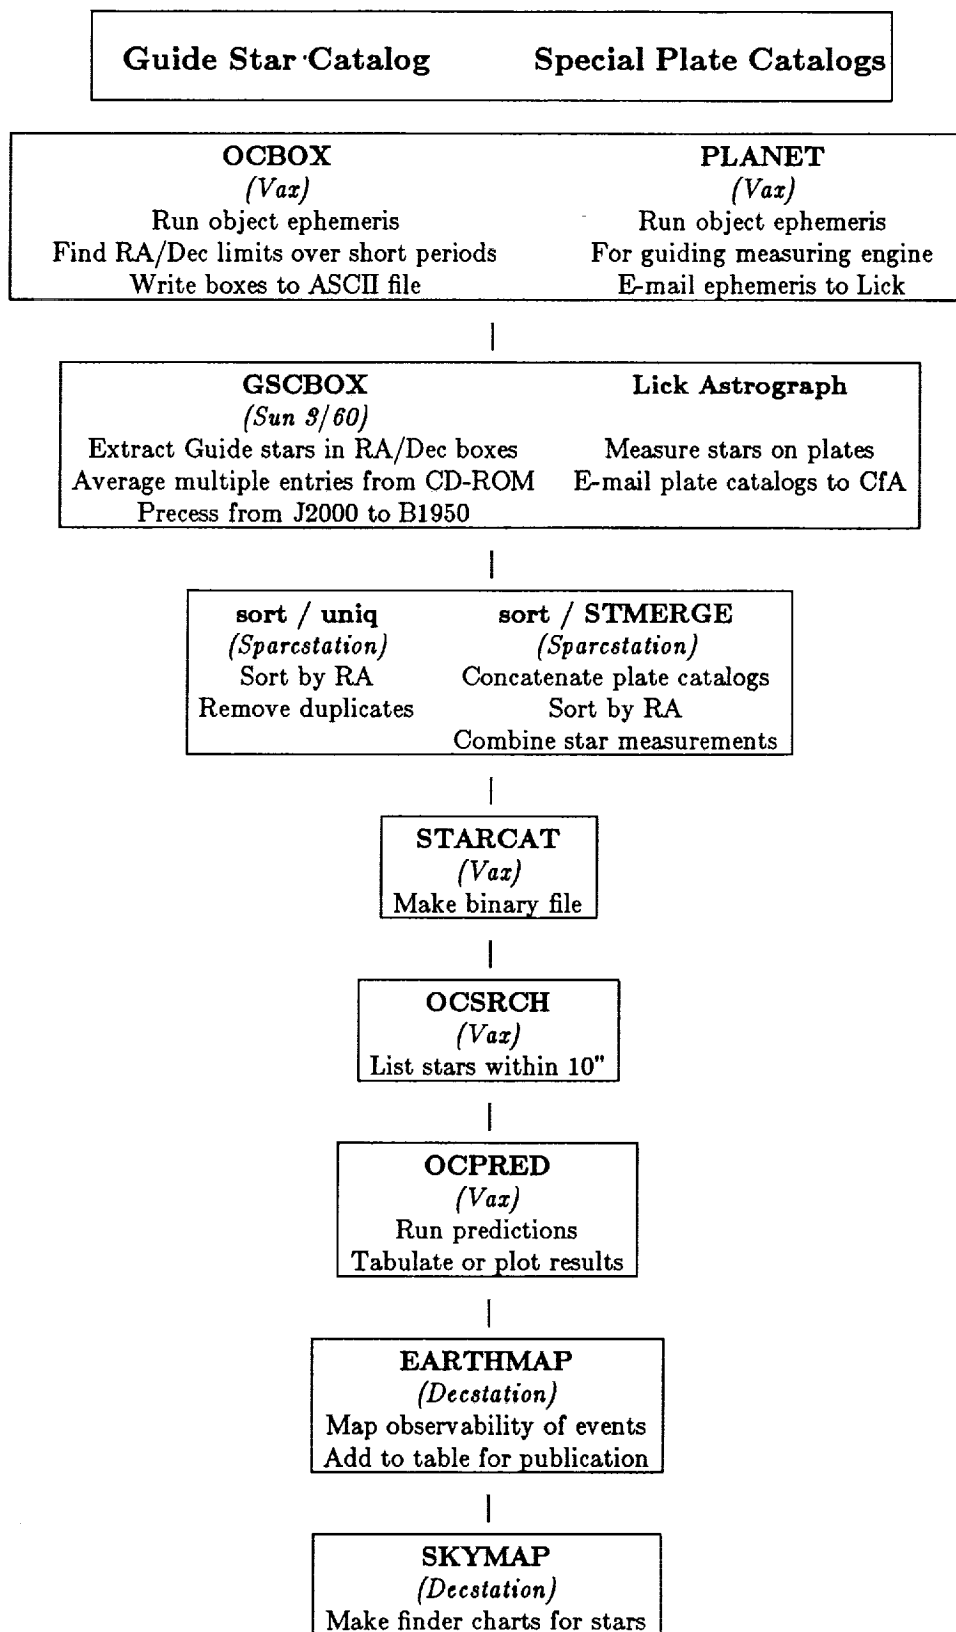 Guide Star Catalog Special Plate Catalogs
OCBOX
(Vax)
Run object ephemeris
Find RA/Dec limits over short periods
Write boxes to ASCII file
PLANET
(Vax)
Run object ephemeris
For guiding measuring engine
E-mail ephemeris to Lick
GSCBOX
(Sun 3/60)
Extract Guide stars in RA/Dec boxes
Average multiple entries from CD-ROM
Precess from J2000 to B1950
Lick Astrograph
Measure stars on plates
E-mail plate catalogs to CfA
sort / uniq
(Sparcstation)
Sort by RA
Remove duplicates
sort / STMERGE
(Sparcstation)
Concatenate plate catalogs
Sort by RA
Combine star measurements
STARCAT
(Vax)
Make binary file
OCSRCH
(Vax)
List stars within 10"
OCPRED
(Vax)
Run predictions
Tabulate or plot results
EARTHMAP
(Decstation)
Map observability of events
Add to table for publication
SKYMAP
(Decstation)
Make finder charts for stars